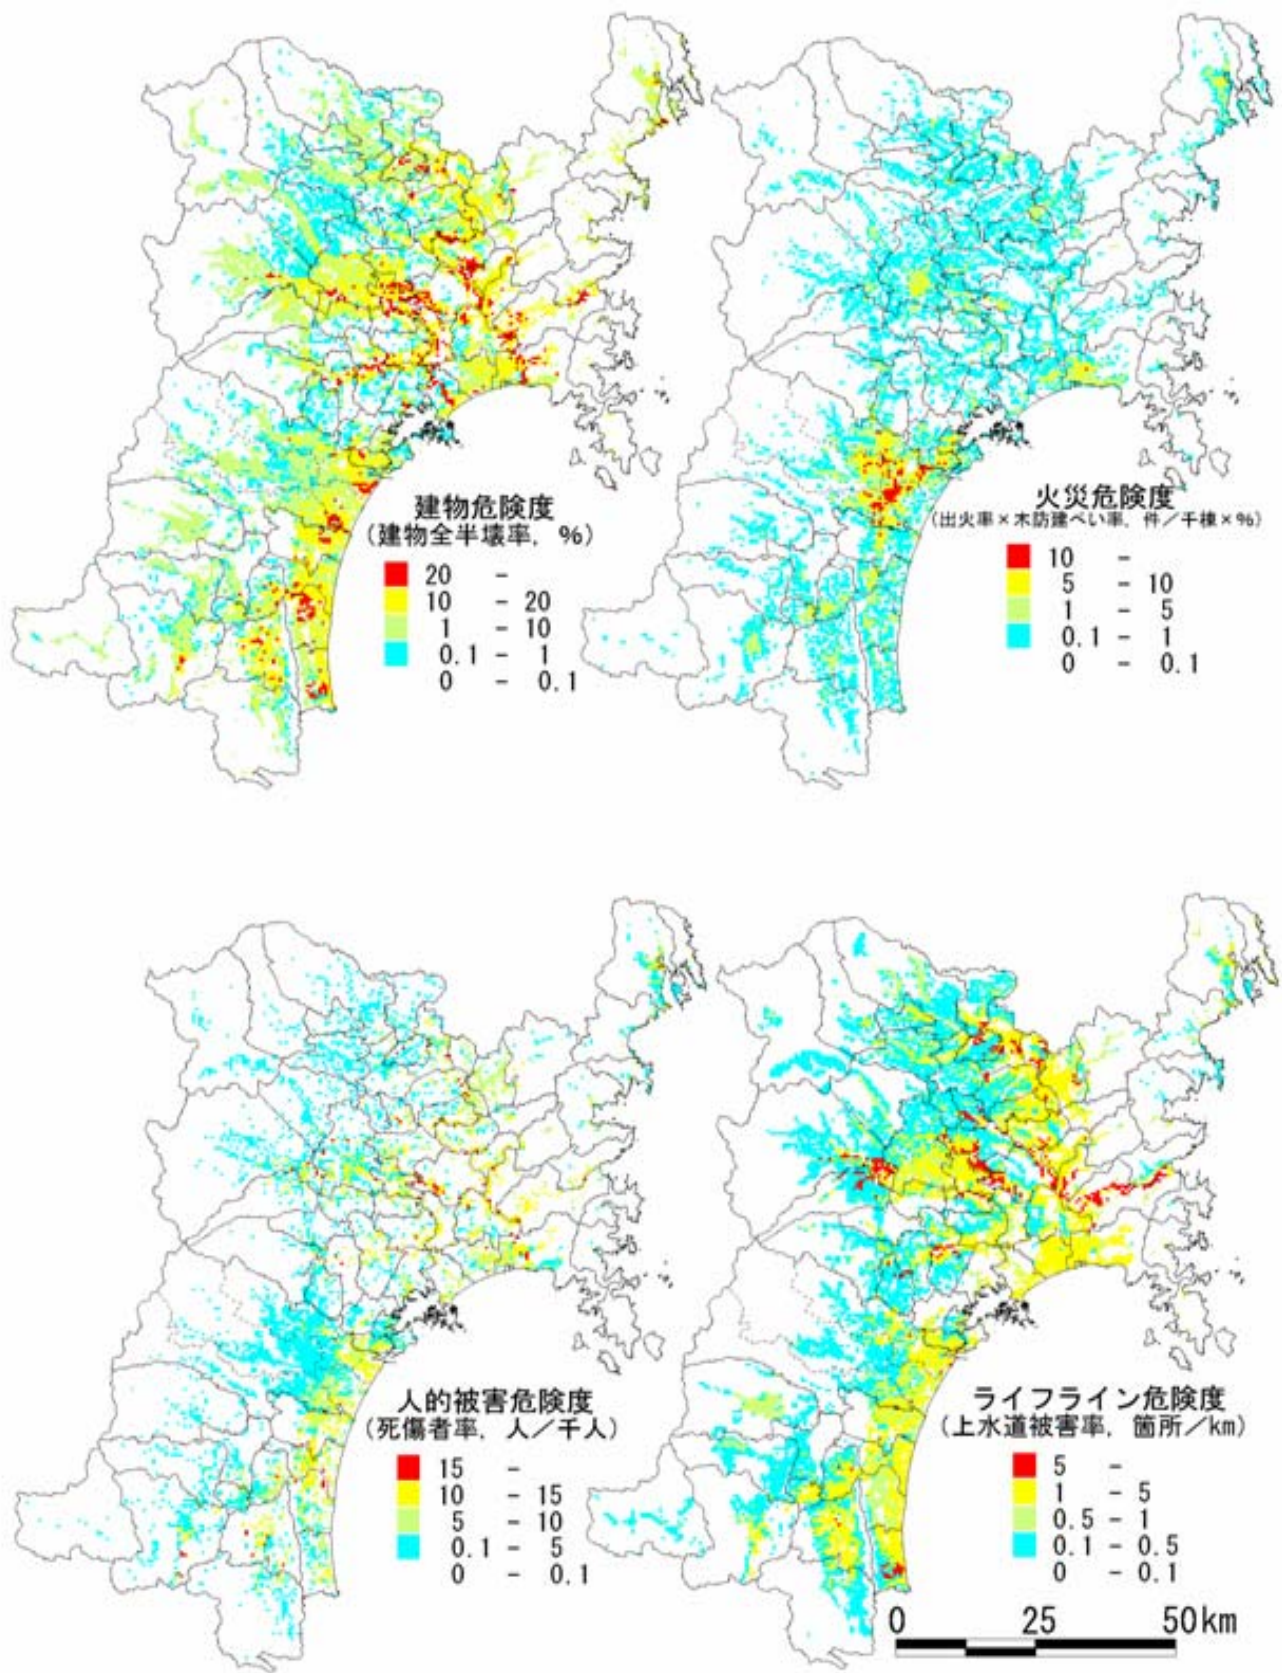 建物危険度
(建物全半壊率, %)
20 -
10 - 20
1 - 10
0.1 - 1
0 - 0.1
火災危険度
(出火率×木防建ぺい率, 件/千棟×%)
10 -
5 - 10
1 - 5
0.1 - 1
0 - 0.1
人的被害危険度
(死傷者率, 人/千人)
15 -
10 - 15
5 - 10
0.1 - 5
0 - 0.1
ライフライン危険度
(上水道被害率, 箇所/km)
5 -
1 - 5
0.5 - 1
0.1 - 0.5
0 - 0.1
0 25 50km